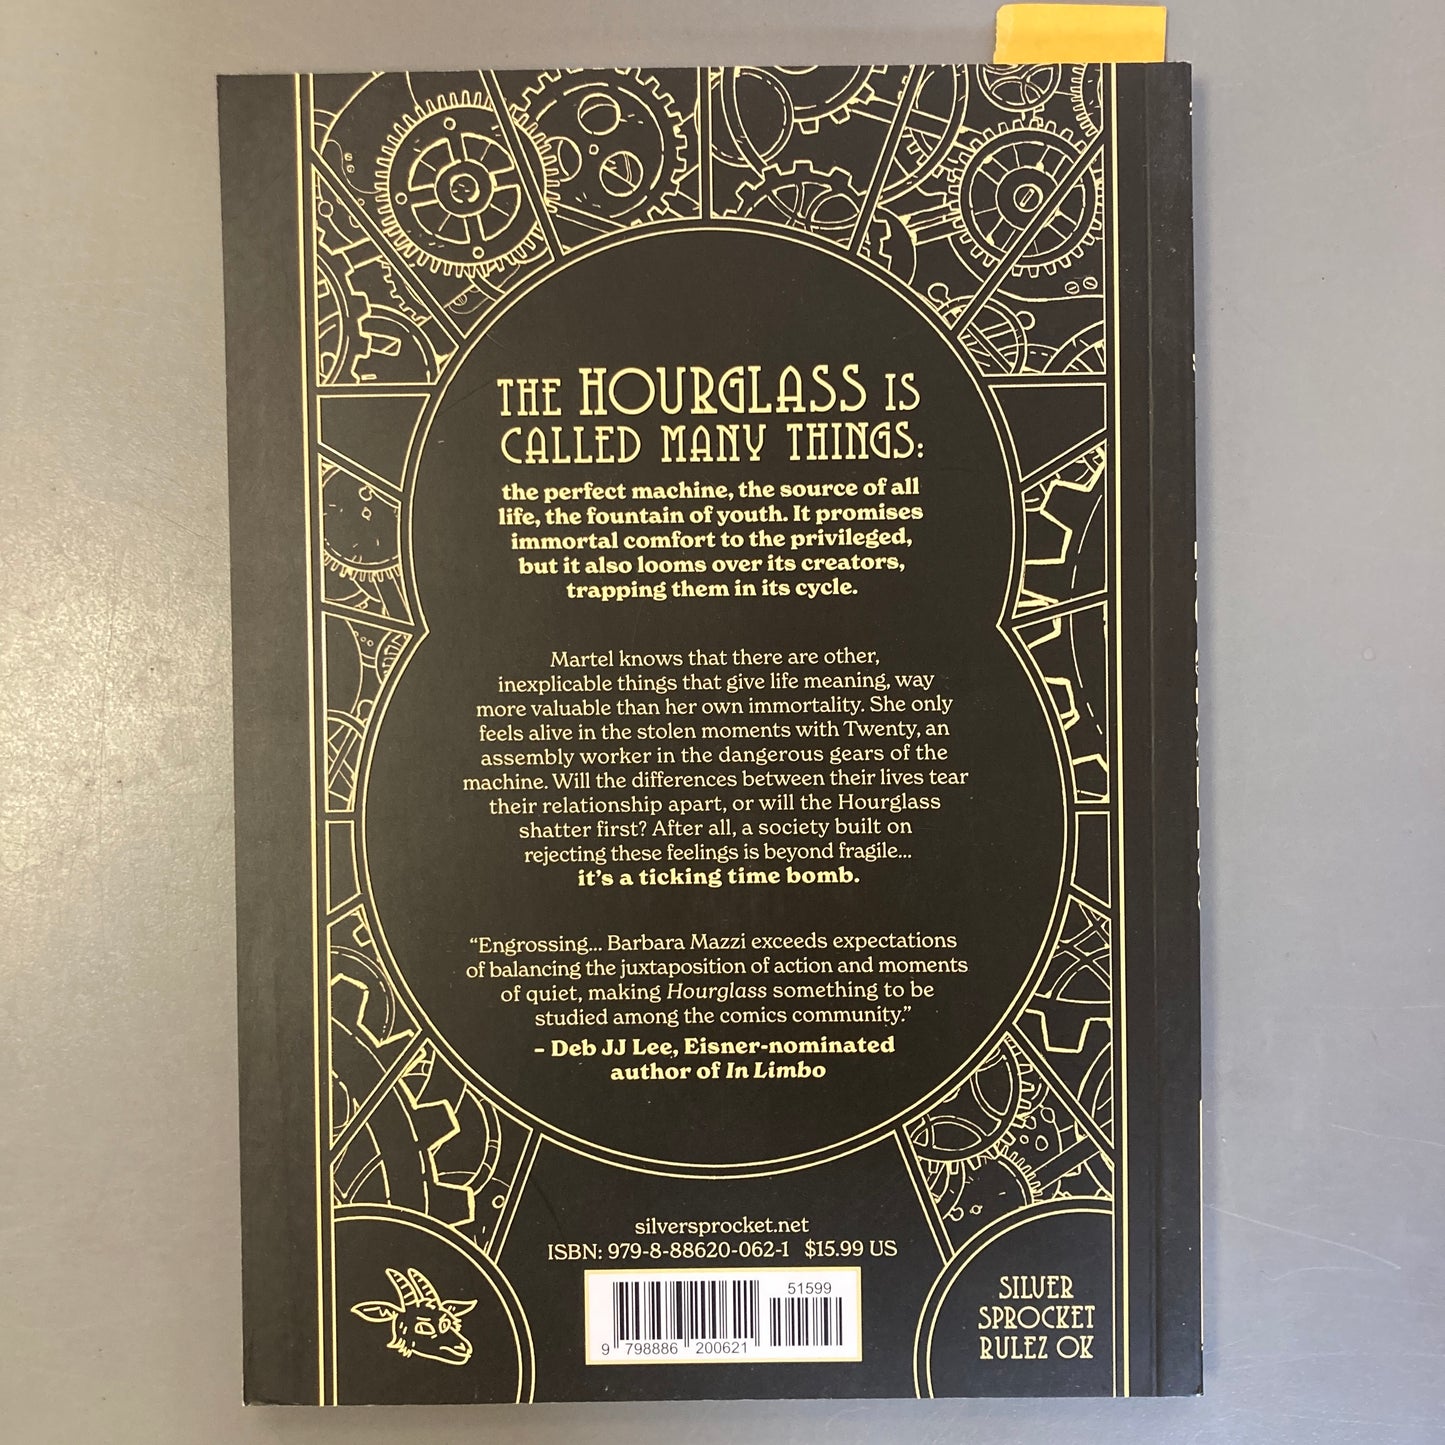 THE HOURGLASS IS
CALLED MANY THINGS:
the perfect machine, the source of all
life, the fountain of youth. It promises
immortal comfort to the privileged,
but it also looms over its creators,
trapping them in its cycle.
Martel knows that there are other,
inexplicable things that give life meaning, way
more valuable than her own immortality. She only
feels alive in the stolen moments with Twenty, an
assembly worker in the dangerous gears of the
machine. Will the differences between their lives tear
their relationship apart, or will the Hourglass
shatter first? After all, a society built on
rejecting these feelings is beyond fragile...
it’s a ticking time bomb.
“Engrossing... Barbara Mazzi exceeds expectations
of balancing the juxtaposition of action and moments
of quiet, making Hourglass something to be
studied among the comics community.”
– Deb JJ Lee, Eisner-nominated
author of In Limbo
silversprocket.net
ISBN: 979-8-88620-062-1 $15.99 US
51599
9 798886 200621
SILVER
SPROCKET
RULEZ OK